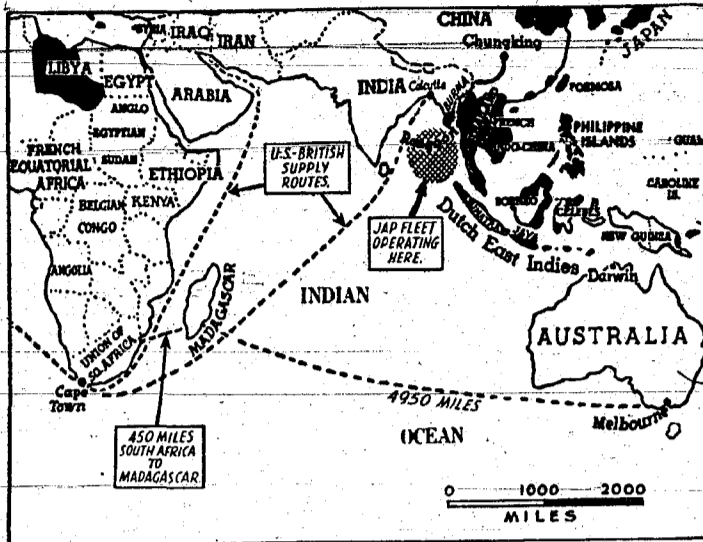 CHINA
JAPAN
SYRIA IRAQ
IRAN
Chungking
LIBYA
EGYPT
INDIA Calcutta
BURMA
FORMOSA
ARABIA
ANGLO
EGYPTIAN
SUDAN
FRENCH
INDO-CHINA
PHILIPPINE
ISLANDS
GUAM
FRENCH
EQUATORIAL
AFRICA
ETHIOPIA
U.S.-BRITISH
SUPPLY
ROUTES.
CAROLINE
IS.
BELGIAN
CONGO
KENYA
BORNEO
CELEBES
JAP FLEET
OPERATING
HERE.
JAVA
NEW GUINEA
Dutch East Indies
Darwin
ANGOLIA
MADAGASCAR
INDIAN
AUSTRALIA
UNION OF
SO. AFRICA
Cape
Town
4950 MILES
Melbourne
450 MILES
SOUTH AFRICA
TO
MADAGASCAR.
OCEAN
0 1000 2000
MILES